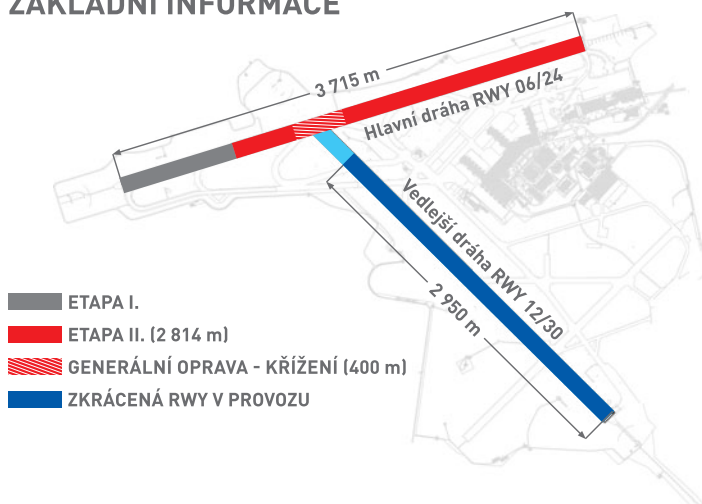 ZÁKLADNÍ INFORMACE
3 715 m
Hlavní dráha RWY 06/24
Vedlejší dráha RWY 12/30
2 950 m
ETAPA I.
ETAPA II. (2 814 m)
GENERÁLNÍ OPRAVA - KŘÍŽENÍ (400 m)
ZKRÁCENÁ RWY V PROVOZU